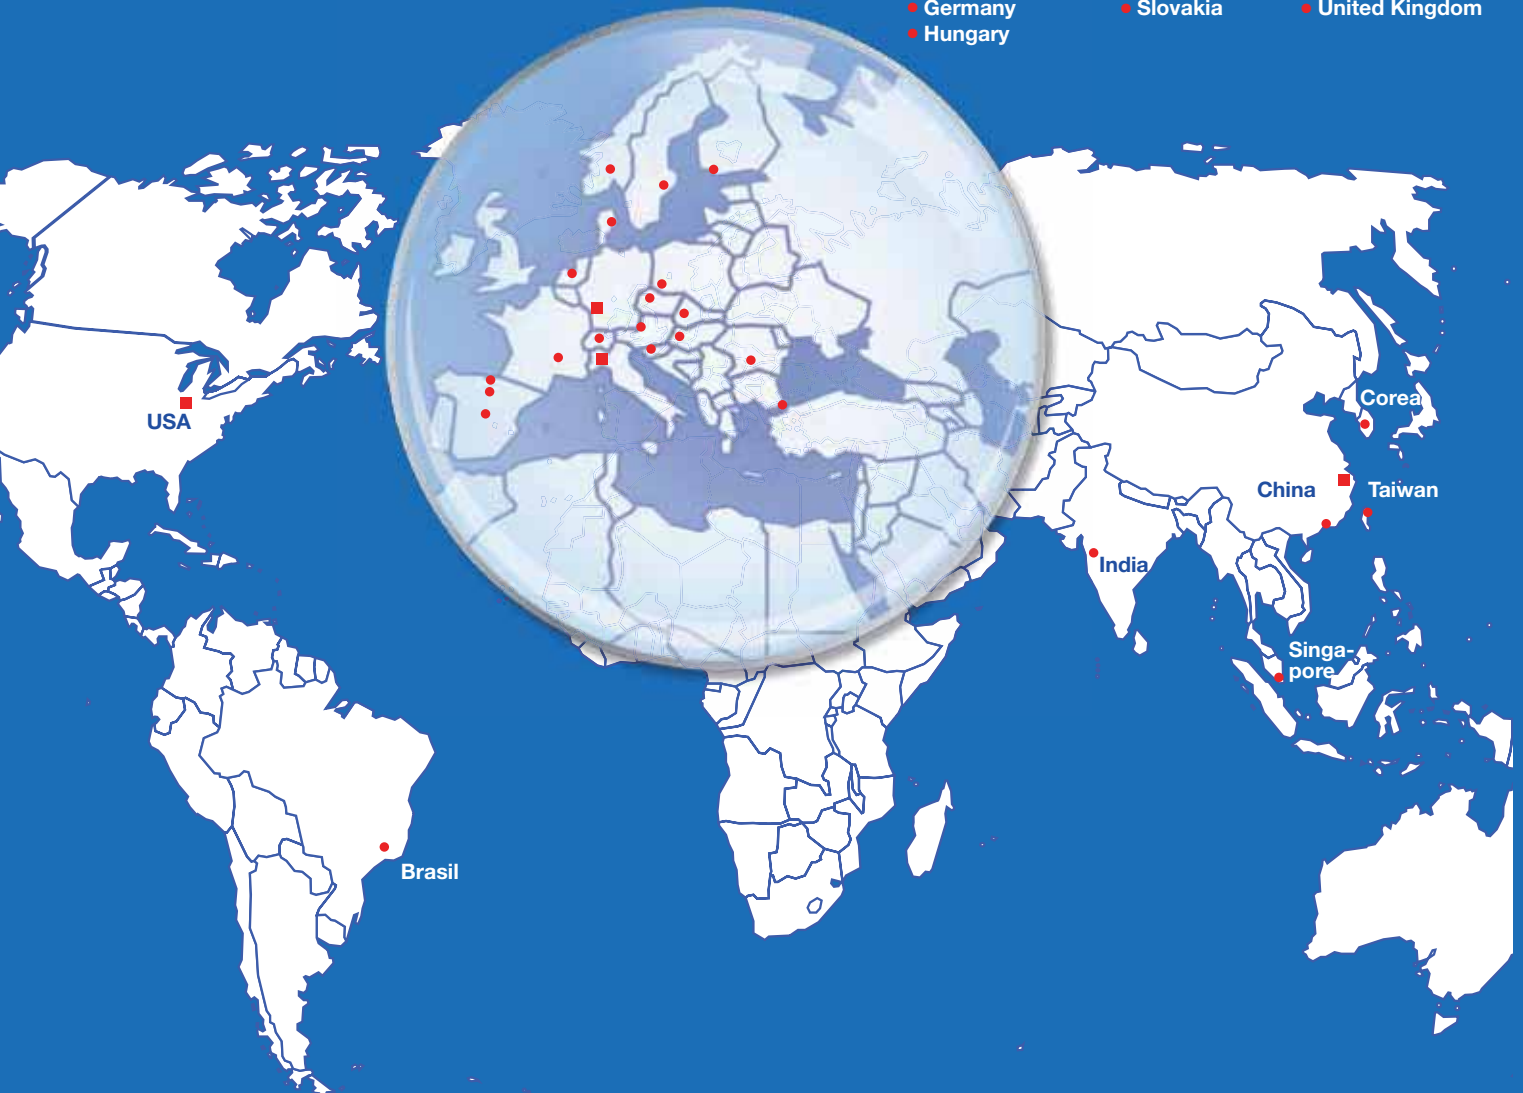 Germany
Slovakia
United Kingdom
Hungary
USA
Corea
China
Taiwan
India
Singa-
pore
Brasil